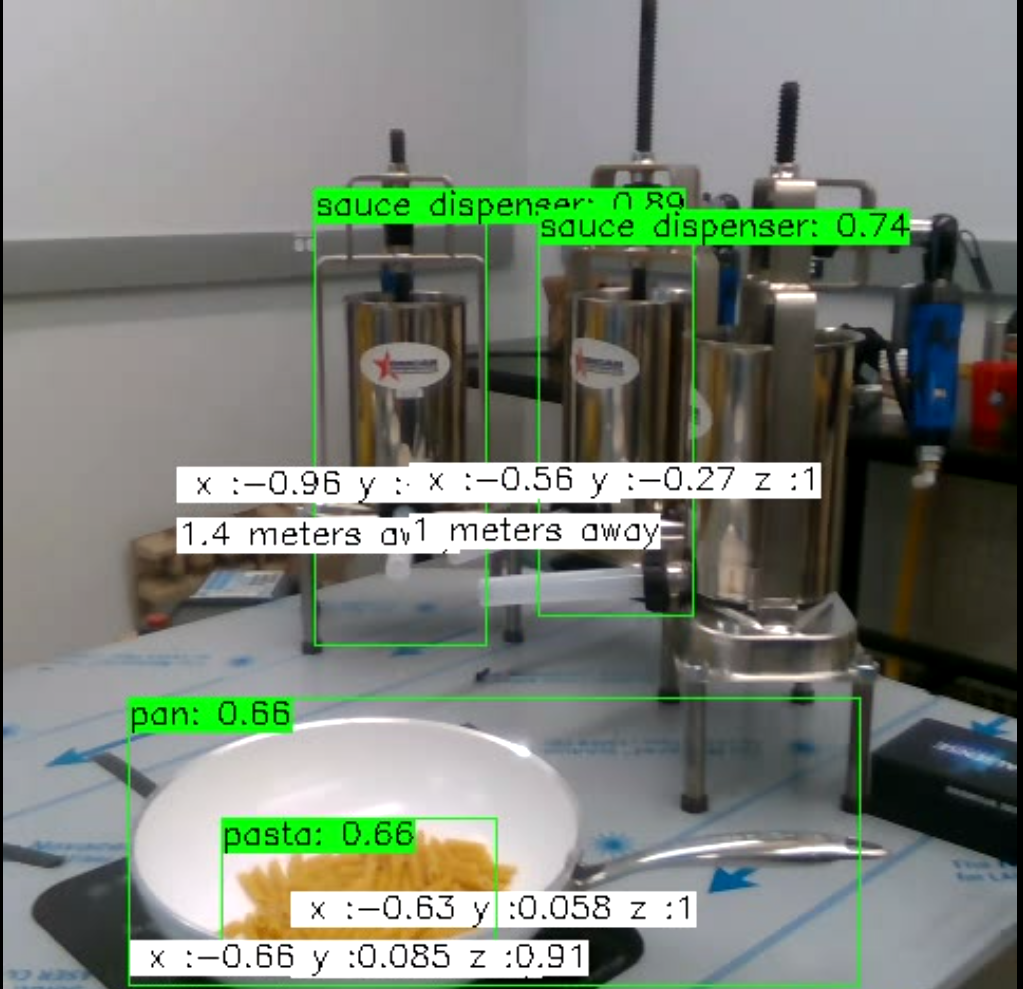 sauce dispenser: 0.89
sauce dispenser: 0.74
x :−0.96 y :
x :−0.56 y :−0.27 z :1
1.4 meters aw
1 meters away
pan: 0.66
pasta: 0.66
x :−0.63 y :0.058 z :1
x :−0.66 y :0.085 z :0.91